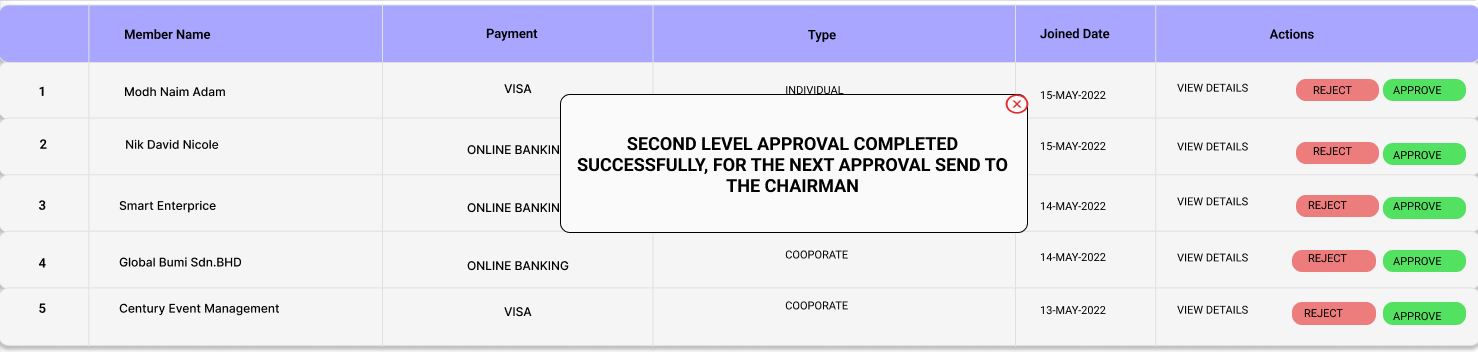 Member Name Payment Type Joined Date Actions
1 Modh Naim Adam VISA INDIVIDUAL 15-MAY-2022 VIEW DETAILS REJECT APPROVE
2 Nik David Nicole ONLINE BANKIN 15-MAY-2022 VIEW DETAILS REJECT APPROVE
SECOND LEVEL APPROVAL COMPLETED
SUCCESSFULLY, FOR THE NEXT APPROVAL SEND TO
THE CHAIRMAN
3 Smart Enterprice ONLINE BANKIN 14-MAY-2022 VIEW DETAILS REJECT APPROVE
4 Global Bumi Sdn.BHD ONLINE BANKING COOPORATE 14-MAY-2022 VIEW DETAILS REJECT APPROVE
5 Century Event Management VISA COOPORATE 13-MAY-2022 VIEW DETAILS REJECT APPROVE